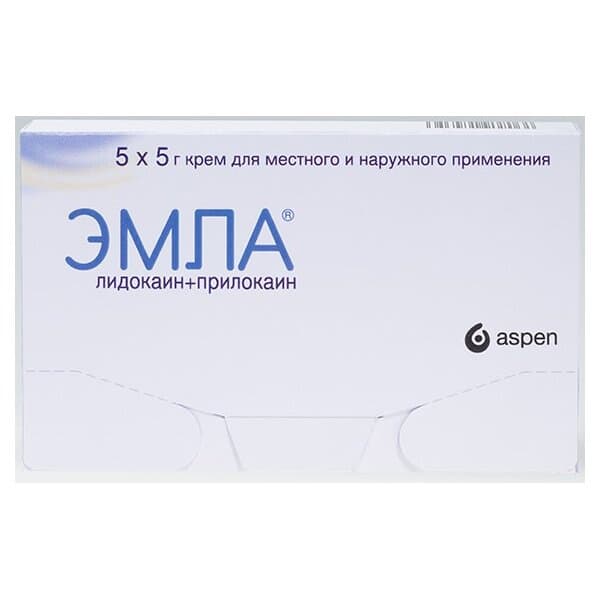 5 x 5 г крем для местного и наружного применения
ЭМЛА®
лидокаин+прилокаин
aspen